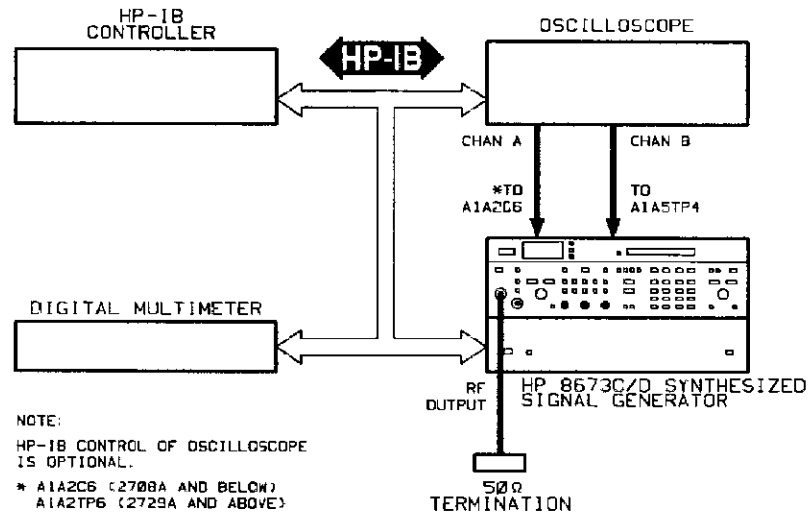 HP-IB
CONTROLLER
HP-IB
OSCILLOSCOPE
CHAN A
CHAN B
*TO
A1A2C6
TO
A1A5TP4
DIGITAL MULTIMETER
RF
OUTPUT
HP 8673C/D SYNTHESIZED
SIGNAL GENERATOR
NOTE:
HP-IB CONTROL OF OSCILLOSCOPE
IS OPTIONAL.
* A1A2C6 (2708A AND BELOW)
A1A2TP6 (2729A AND ABOVE)
50Ω
TERMINATION